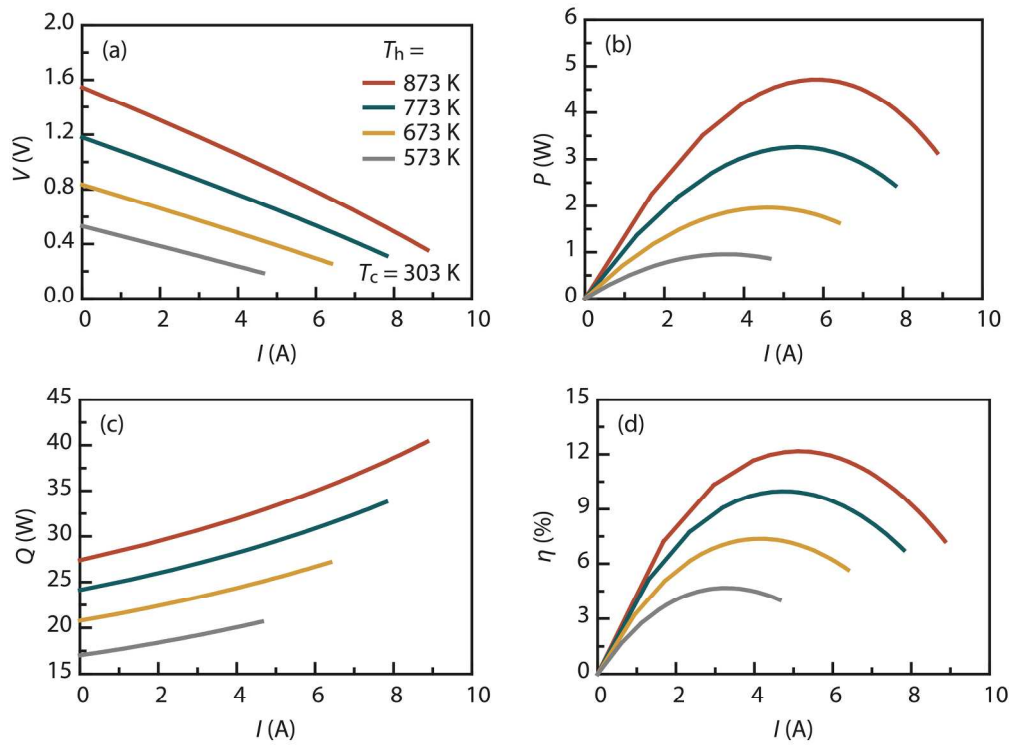 (a)
T_h =
873 K
773 K
673 K
573 K
T_c = 303 K
V (V)
2.0
1.6
1.2
0.8
0.4
0.0
0 2 4 6 8 10
I (A)
(b)
P (W)
6
5
4
3
2
1
0
0 2 4 6 8 10
I (A)
(c)
Q (W)
45
40
35
30
25
20
15
0 2 4 6 8 10
I (A)
(d)
η (%)
15
12
9
6
3
0
0 2 4 6 8 10
I (A)